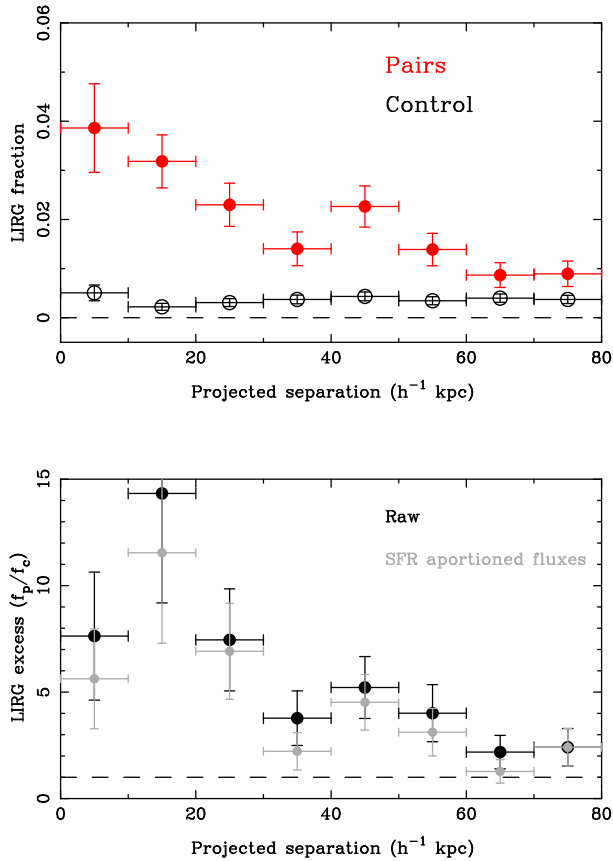 0.06
Pairs
Control
0.04
0.02
0
LIRG fraction
0 20 40 60 80
Projected separation (h⁻¹ kpc)
15
Raw
SFR aportioned fluxes
10
5
0
LIRG excess (f_p/f_c)
0 20 40 60 80
Projected separation (h⁻¹ kpc)